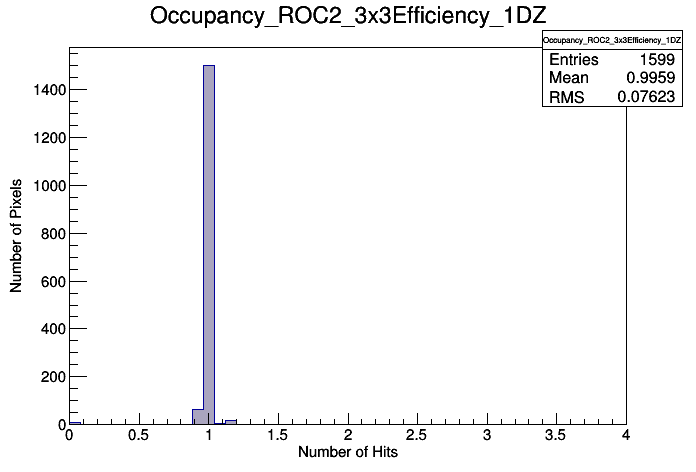 Occupancy_ROC2_3x3Efficiency_1DZ
Occupancy_ROC2_3x3Efficiency_1DZ
Entries 1599
Mean 0.9959
RMS 0.07623
Number of Pixels
1400
1200
1000
800
600
400
200
0
0 0.5 1 1.5 2 2.5 3 3.5 4
Number of Hits